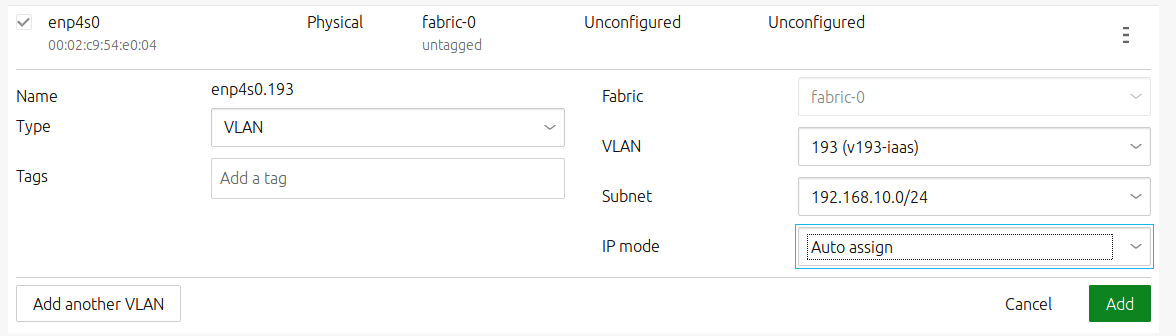 enp4s0 Physical fabric-0 Unconfigured Unconfigured
00:02:c9:54:e0:04 untagged
Name enp4s0.193 Fabric fabric-0
Type VLAN VLAN 193 (v193-iaas)
Tags Add a tag Subnet 192.168.10.0/24
IP mode Auto assign
Add another VLAN Cancel Add